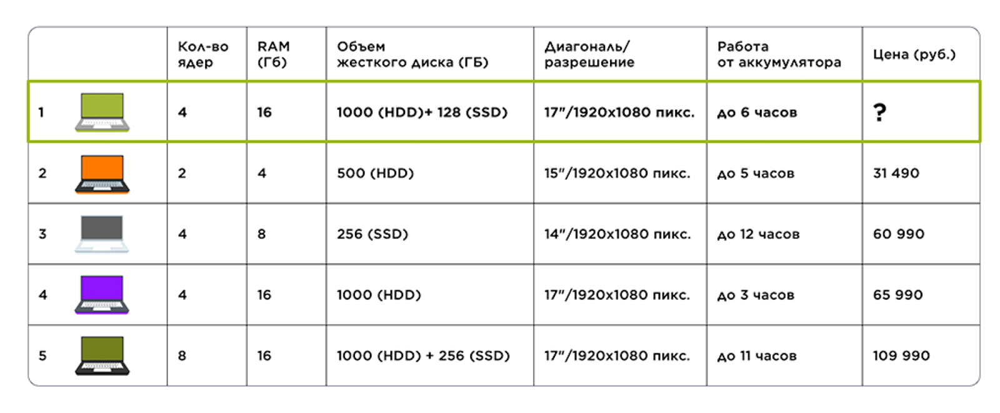 Кол-во
ядер
RAM
(Гб)
Объем
жесткого диска (ГБ)
Диагональ/
разрешение
Работа
от аккумулятора
Цена (руб.)
1 4 16 1000 (HDD)+ 128 (SSD) 17"/1920x1080 пикс. до 6 часов ?
2 2 4 500 (HDD) 15"/1920x1080 пикс. до 5 часов 31 490
3 4 8 256 (SSD) 14"/1920x1080 пикс. до 12 часов 60 990
4 4 16 1000 (HDD) 17"/1920x1080 пикс. до 3 часов 65 990
5 8 16 1000 (HDD) + 256 (SSD) 17"/1920x1080 пикс. до 11 часов 109 990